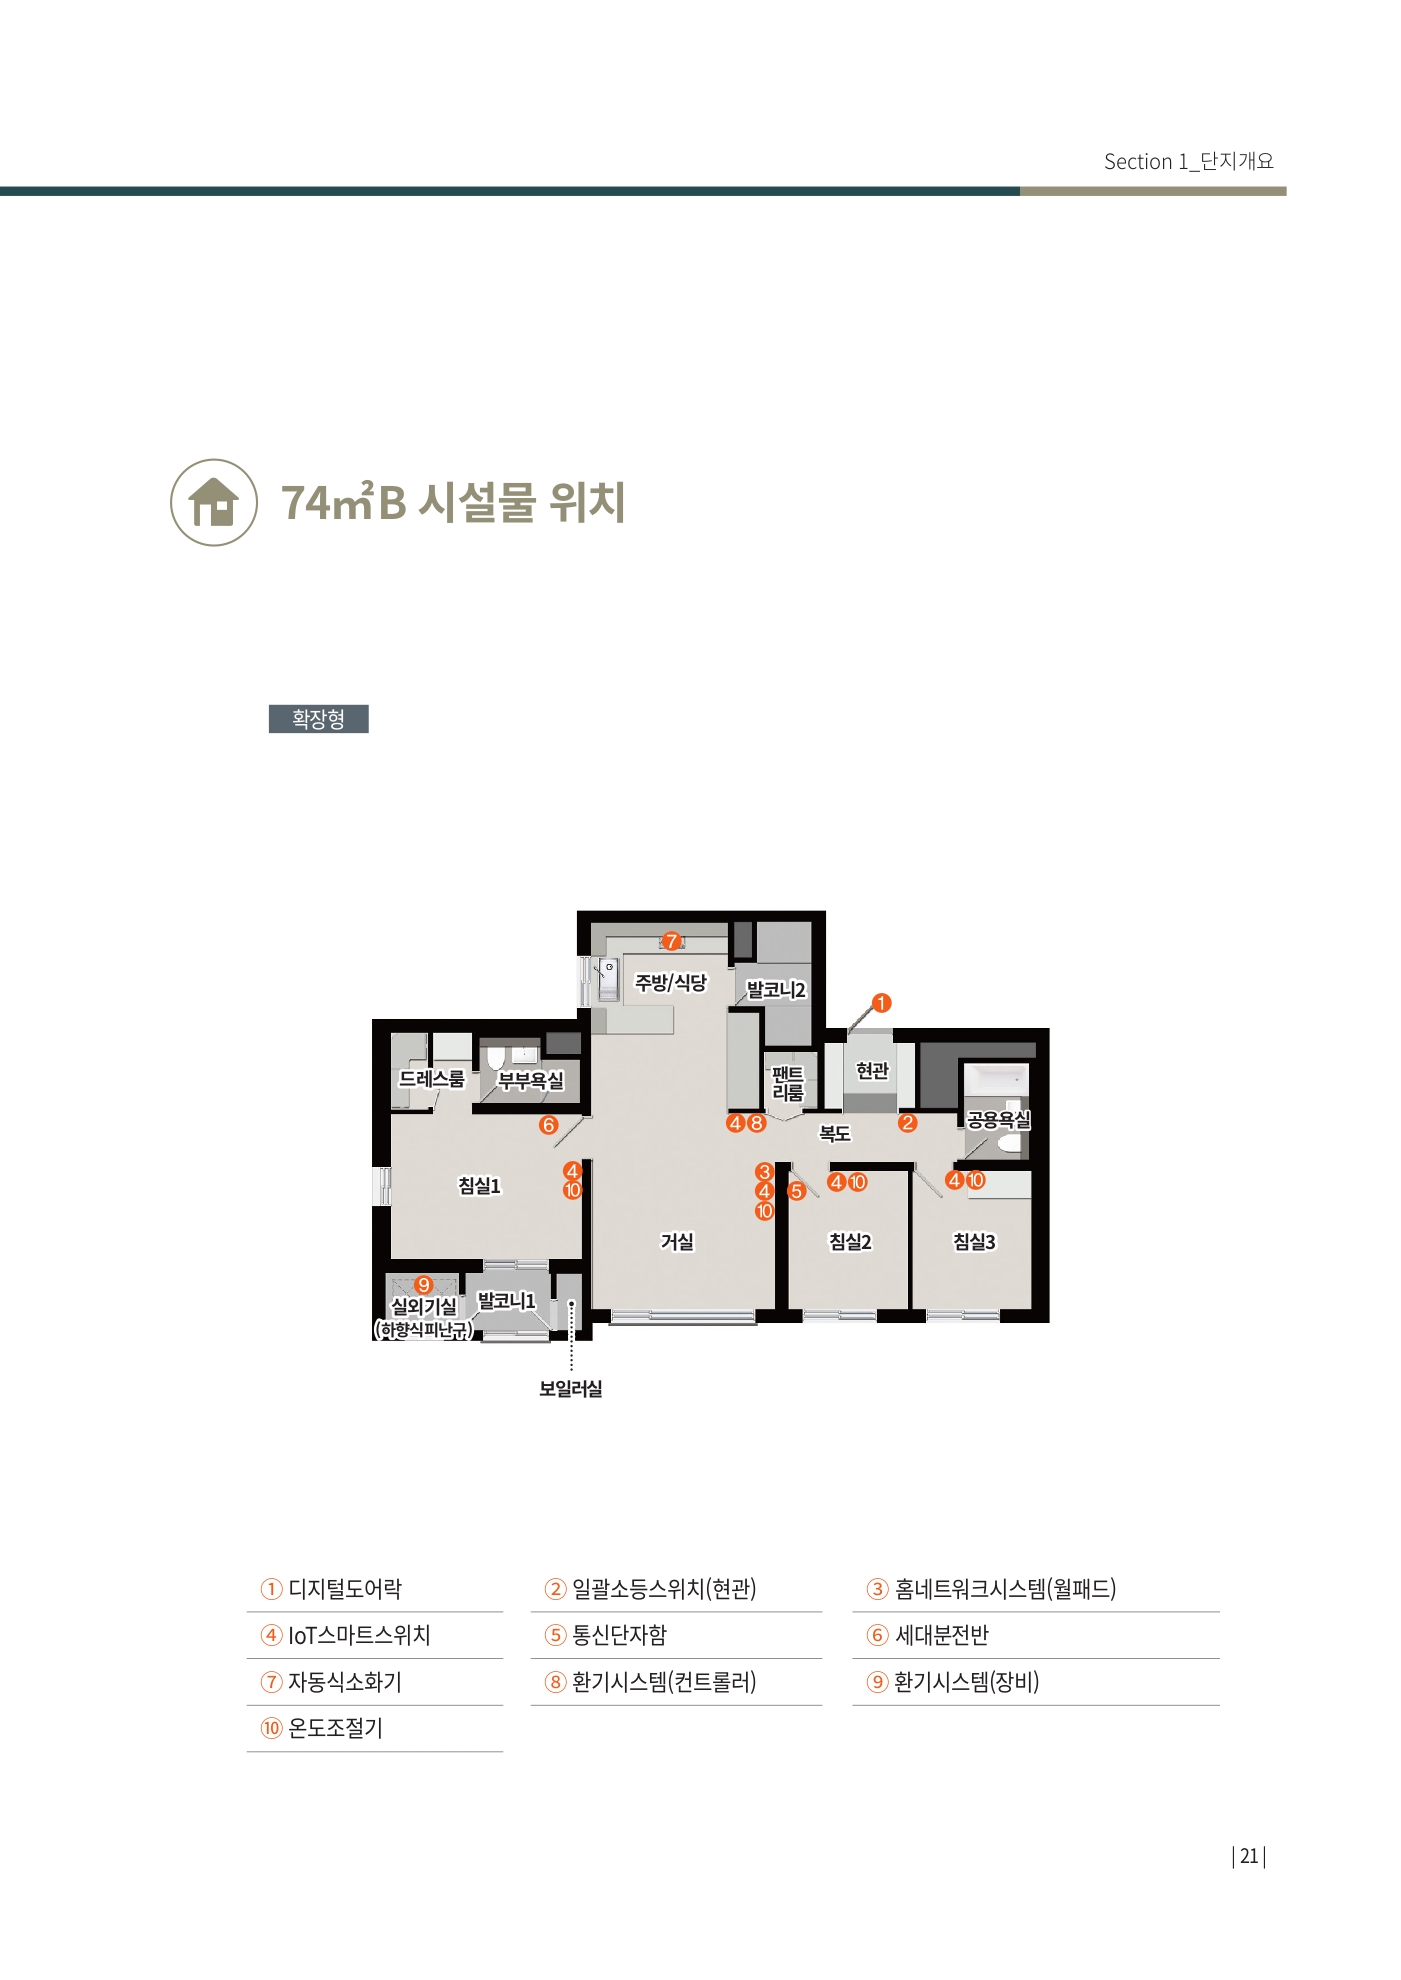 Section 1_단지개요
74㎡B 시설물 위치
확장형
7
주방/식당
발코니2
1
드레스룸
부부욕실
팬트
리룸
현관
6
4 8
복도
2
공용욕실
침실1
4
10
3
4
10
5
4 10
4 10
거실
침실2
침실3
9
실외기실
(하향식피난구)
발코니1
보일러실
① 디지털도어락
② 일괄소등스위치(현관)
③ 홈네트워크시스템(월패드)
④ IoT스마트스위치
⑤ 통신단자함
⑥ 세대분전반
⑦ 자동식소화기
⑧ 환기시스템(컨트롤러)
⑨ 환기시스템(장비)
⑩ 온도조절기
| 21 |